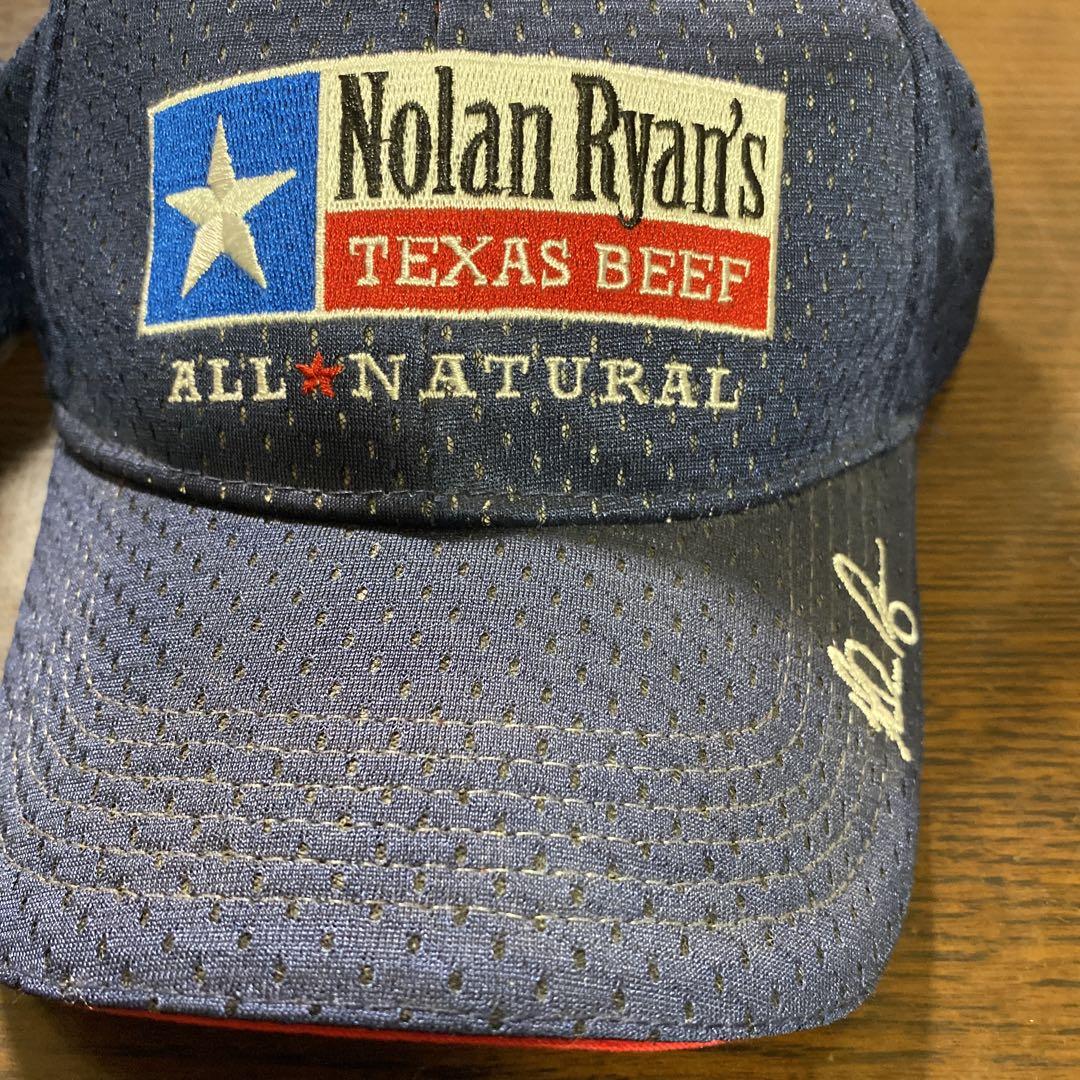 Nolan Ryan's
TEXAS BEEF
ALL★NATURAL